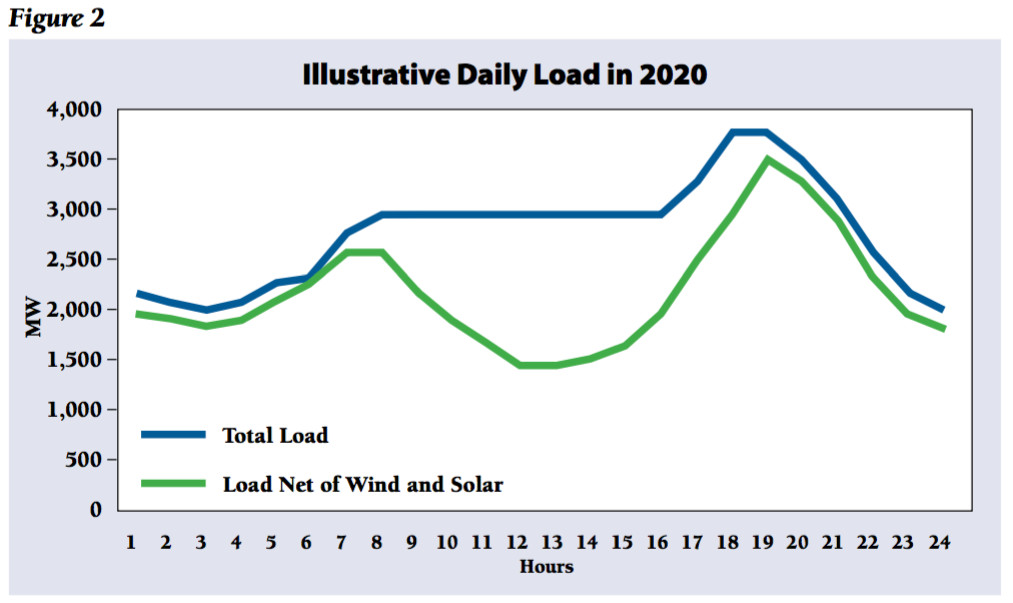 Figure 2
Illustrative Daily Load in 2020
4,000
3,500
3,000
2,500
2,000
1,500
1,000
500
0
MW
Total Load
Load Net of Wind and Solar
1 2 3 4 5 6 7 8 9 10 11 12 13 14 15 16 17 18 19 20 21 22 23 24
Hours